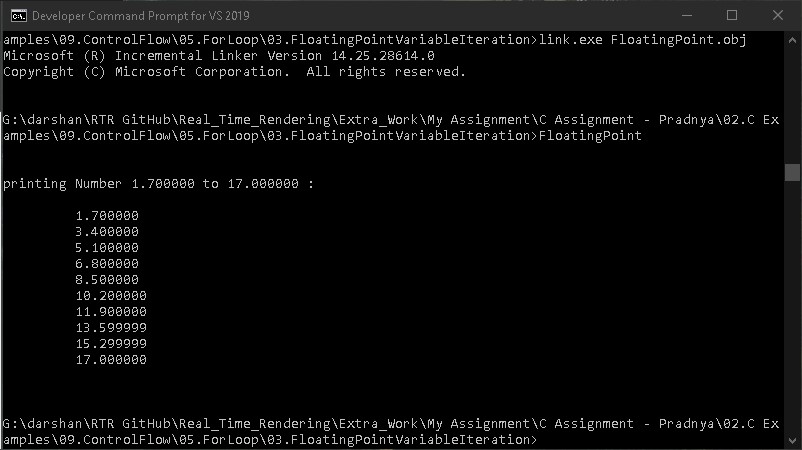 Developer Command Prompt for VS 2019
amples\09.ControlFlow\05.ForLoop\03.FloatingPointVariableIteration>link.exe FloatingPoint.obj
Microsoft (R) Incremental Linker Version 14.25.28614.0
Copyright (C) Microsoft Corporation.  All rights reserved.
G:\darshan\RTR GitHub\Real_Time_Rendering\Extra_Work\My Assignment\C Assignment - Pradnya\02.C Ex
amples\09.ControlFlow\05.ForLoop\03.FloatingPointVariableIteration>FloatingPoint
printing Number 1.700000 to 17.000000 :
1.700000
3.400000
5.100000
6.800000
8.500000
10.200000
11.900000
13.599999
15.299999
17.000000
G:\darshan\RTR GitHub\Real_Time_Rendering\Extra_Work\My Assignment\C Assignment - Pradnya\02.C Ex
amples\09.ControlFlow\05.ForLoop\03.FloatingPointVariableIteration>